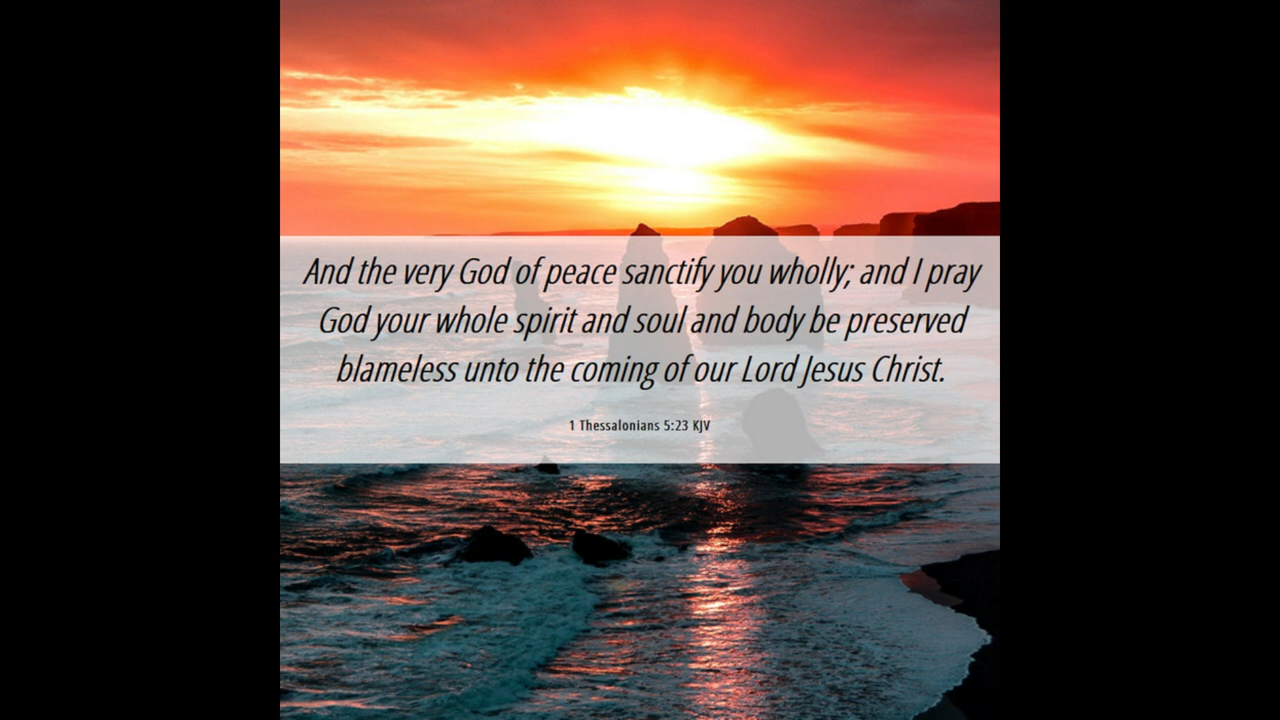 And the very God of peace sanctify you wholly; and I pray
God your whole spirit and soul and body be preserved
blameless unto the coming of our Lord Jesus Christ.
1 Thessalonians 5:23 KJV